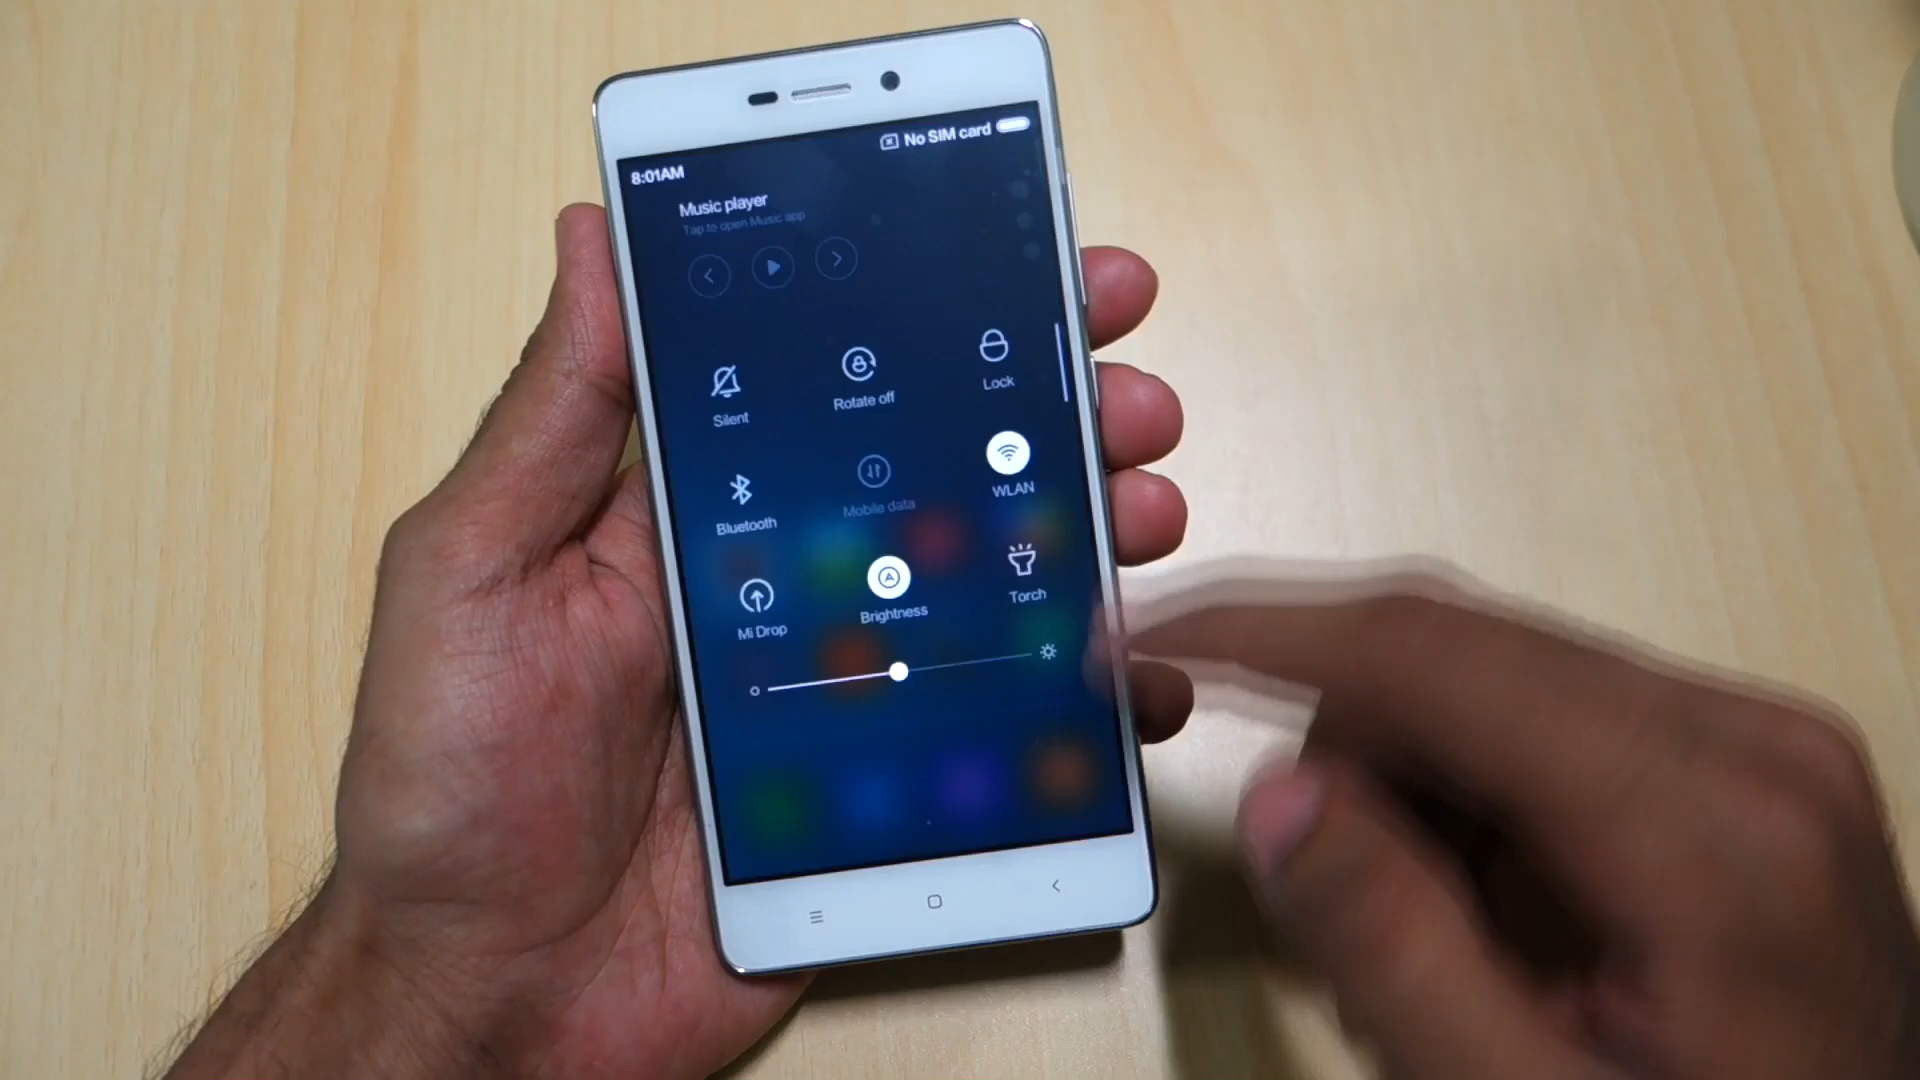 No SIM card
8:01AM
Music player
Tap to open Music app
Silent
Rotate off
Lock
Bluetooth
Mobile data
WLAN
Mi Drop
Brightness
Torch